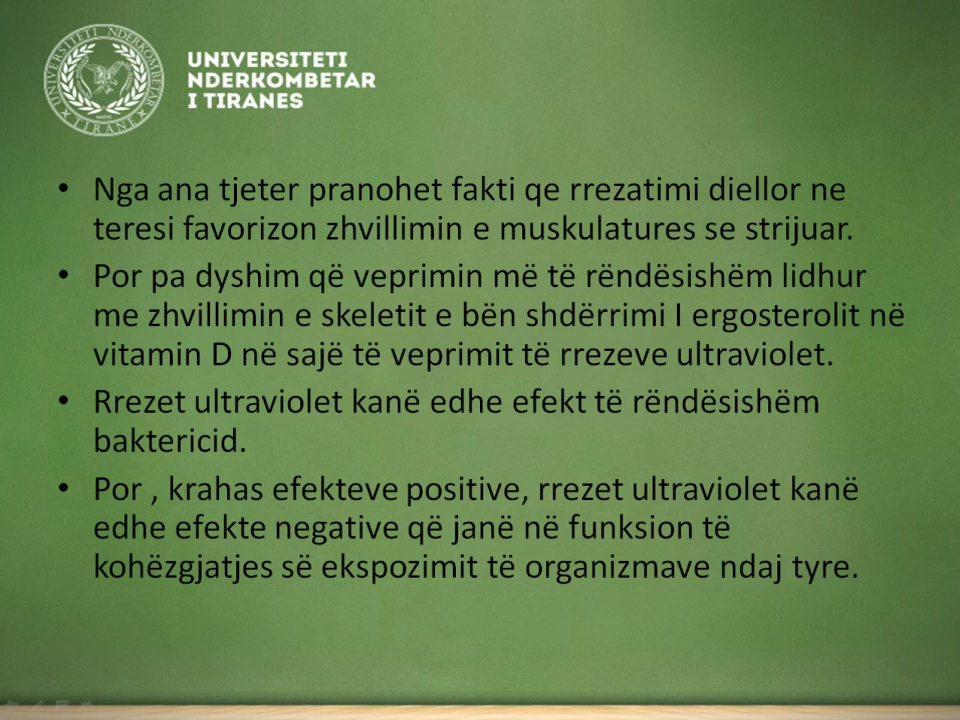 UNIVERSITETI NDERKOMBETAR
TIRANE
UNIVERSITETI
NDERKOMBETAR
I TIRANES
• Nga ana tjeter pranohet fakti qe rrezatimi diellor ne
teresi favorizon zhvillimin e muskulatures se strijuar.
• Por pa dyshim që veprimin më të rëndësishëm lidhur
me zhvillimin e skeletit e bën shdërrimi I ergosterolit në
vitamin D në sajë të veprimit të rrezeve ultraviolet.
• Rrezet ultraviolet kanë edhe efekt të rëndësishëm
baktericid.
• Por , krahas efekteve positive, rrezet ultraviolet kanë
edhe efekte negative që janë në funksion të
kohëzgjatjes së ekspozimit të organizmave ndaj tyre.